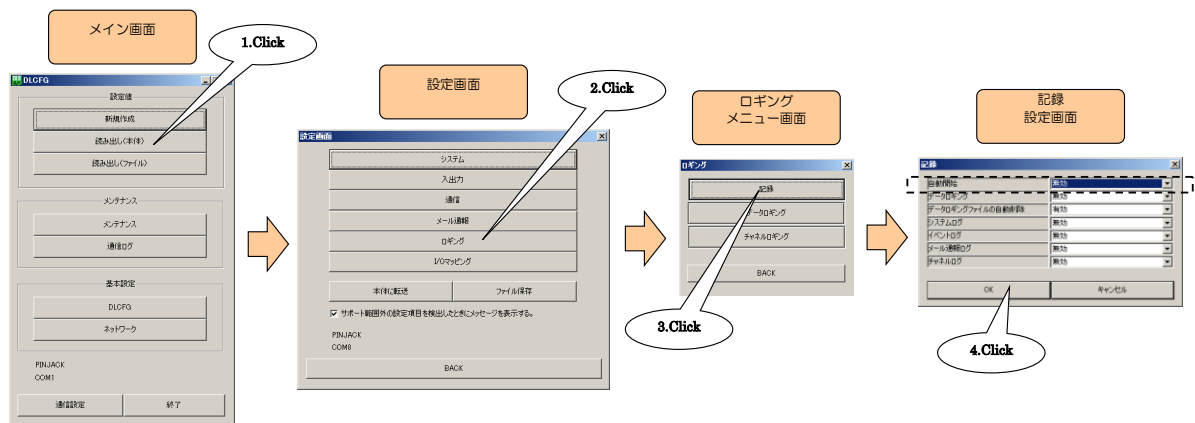 メイン画面
1.Click
DLCFG
設定値
新規作成
読み出し(本体)
読み出し(ファイル)
メンテナンス
メンテナンス
通信ログ
基本設定
DLCFG
ネットワーク
PINJACK
COM1
通信設定
終了
設定画面
2.Click
設定画面
システム
入出力
通信
メール通報
ロギング
I/Oマッピング
本体に転送
ファイル保存
サポート範囲外の設定項目を検出したときにメッセージを表示する。
PINJACK
COM8
BACK
ロギング
メニュー画面
ロギング
記録
データロギング
チャネルロギング
BACK
3.Click
記録
設定画面
記録
自動開始 無効
データロギング 無効
データロギングファイルの自動削除 有効
システムログ 無効
イベントログ 無効
メール通報ログ 無効
チャネルログ 無効
OK
キャンセル
4.Click